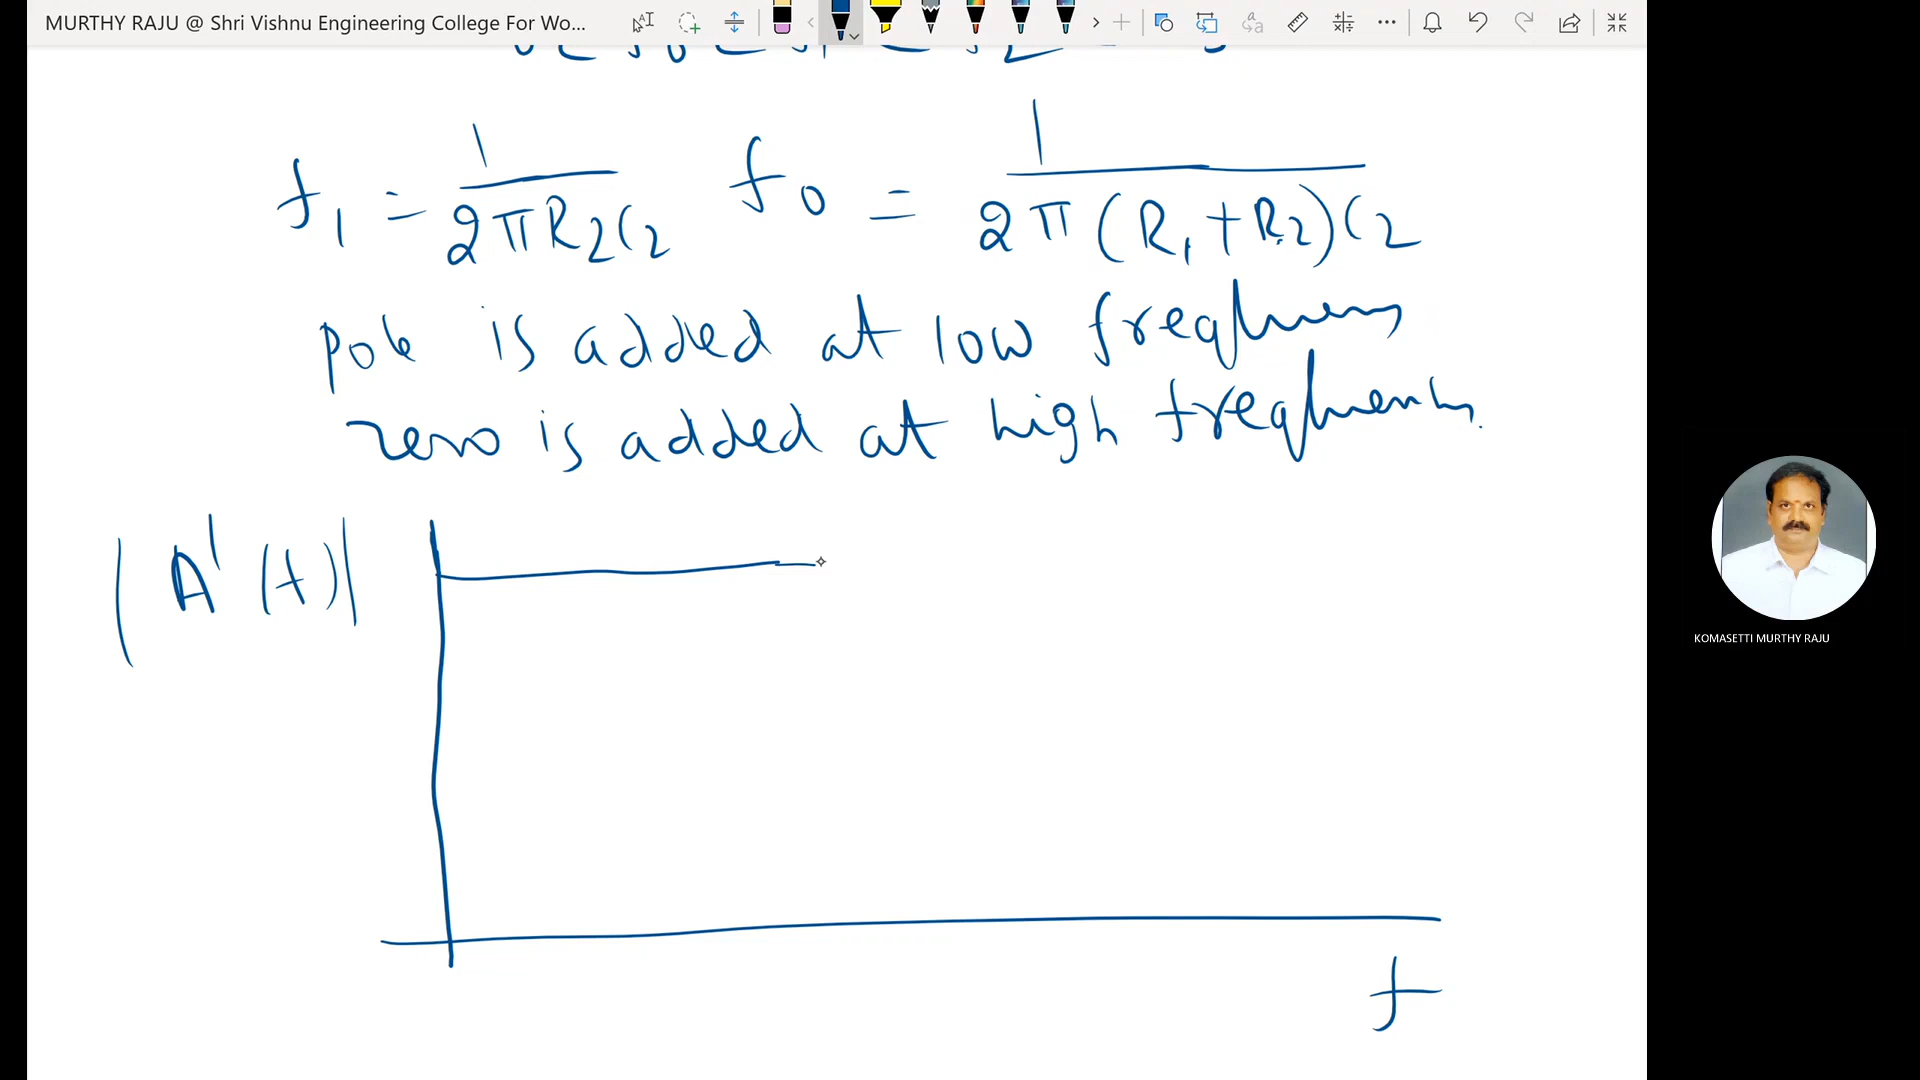 MURTHY RAJU @ Shri Vishnu Engineering College For Wo...
f1 = 1/2πR2C2 f0 = 1/2π(R1+R2)C2
pole is added at low frequency
zero is added at high frequency.
|A'(f)|
f
KOMASETTI MURTHY RAJU